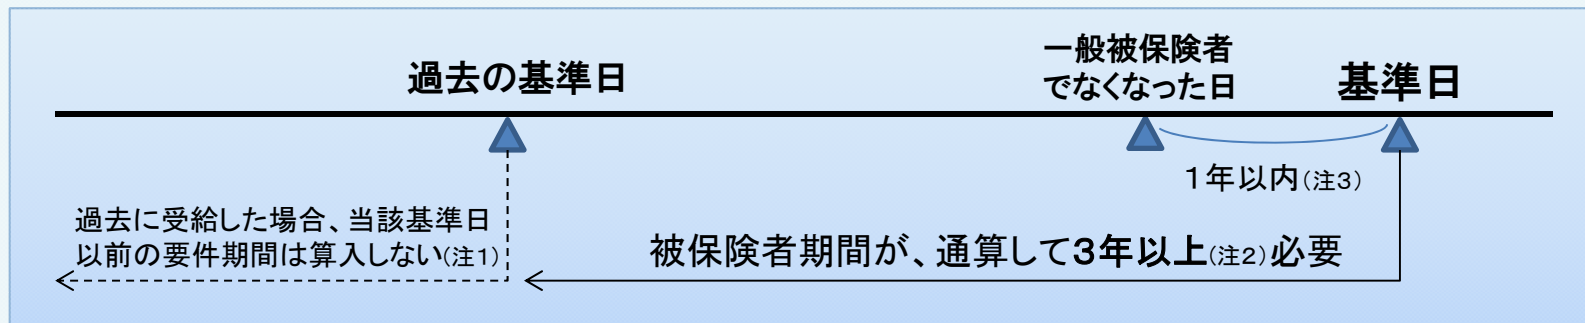 過去の基準日
一般被保険者
でなくなった日
基準日
1年以内(注3)
過去に受給した場合、当該基準日
以前の要件期間は算入しない(注1)
被保険者期間が、通算して3年以上(注2)必要